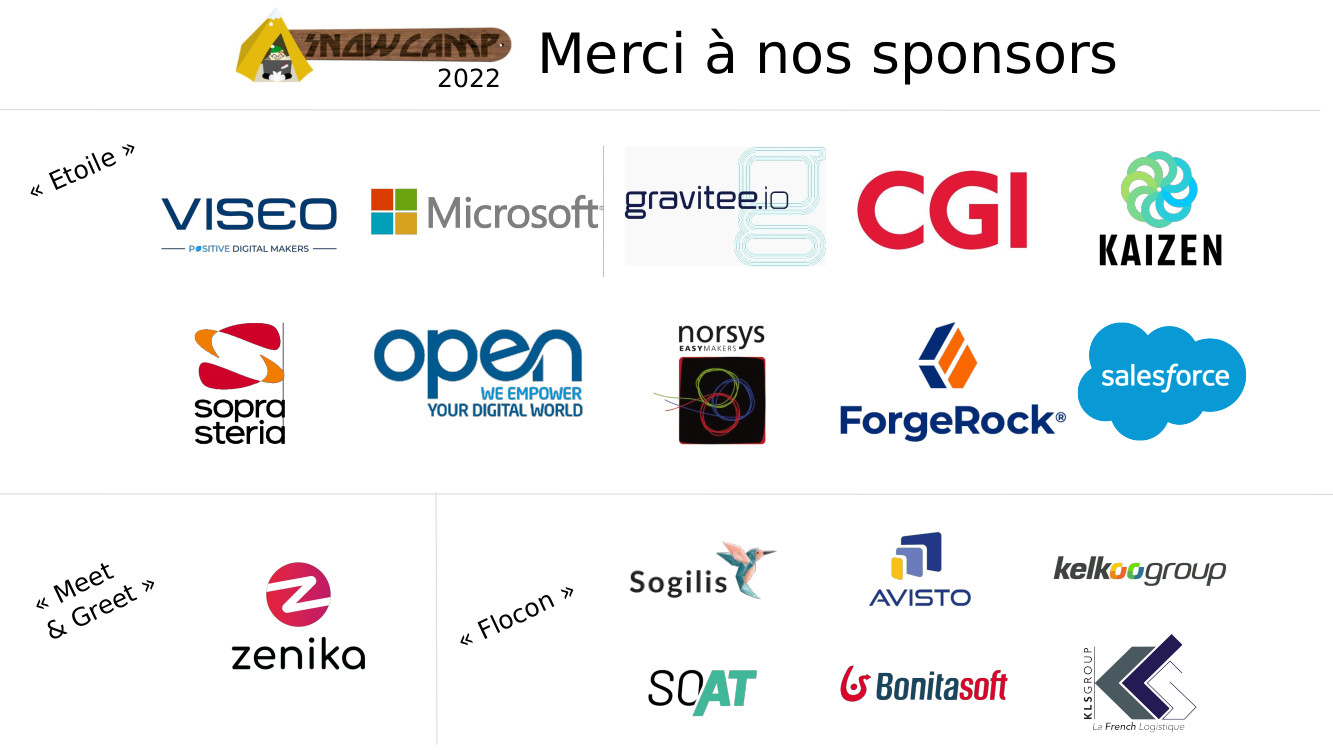 SNOWCAMP
2022
Merci à nos sponsors
« Etoile »
VISEO
POSITIVE DIGITAL MAKERS
Microsoft
gravitee.io
g
CGI
KAIZEN
sopra
steria
open
WE EMPOWER
YOUR DIGITAL WORLD
norsys
EASYMAKERS
ForgeRock®
salesforce
« Meet
& Greet »
zenika
« Flocon »
Sogilis
AVISTO
kelkoogroup
SOAT
Bonitasoft
KLSGROUP
La French Logistique